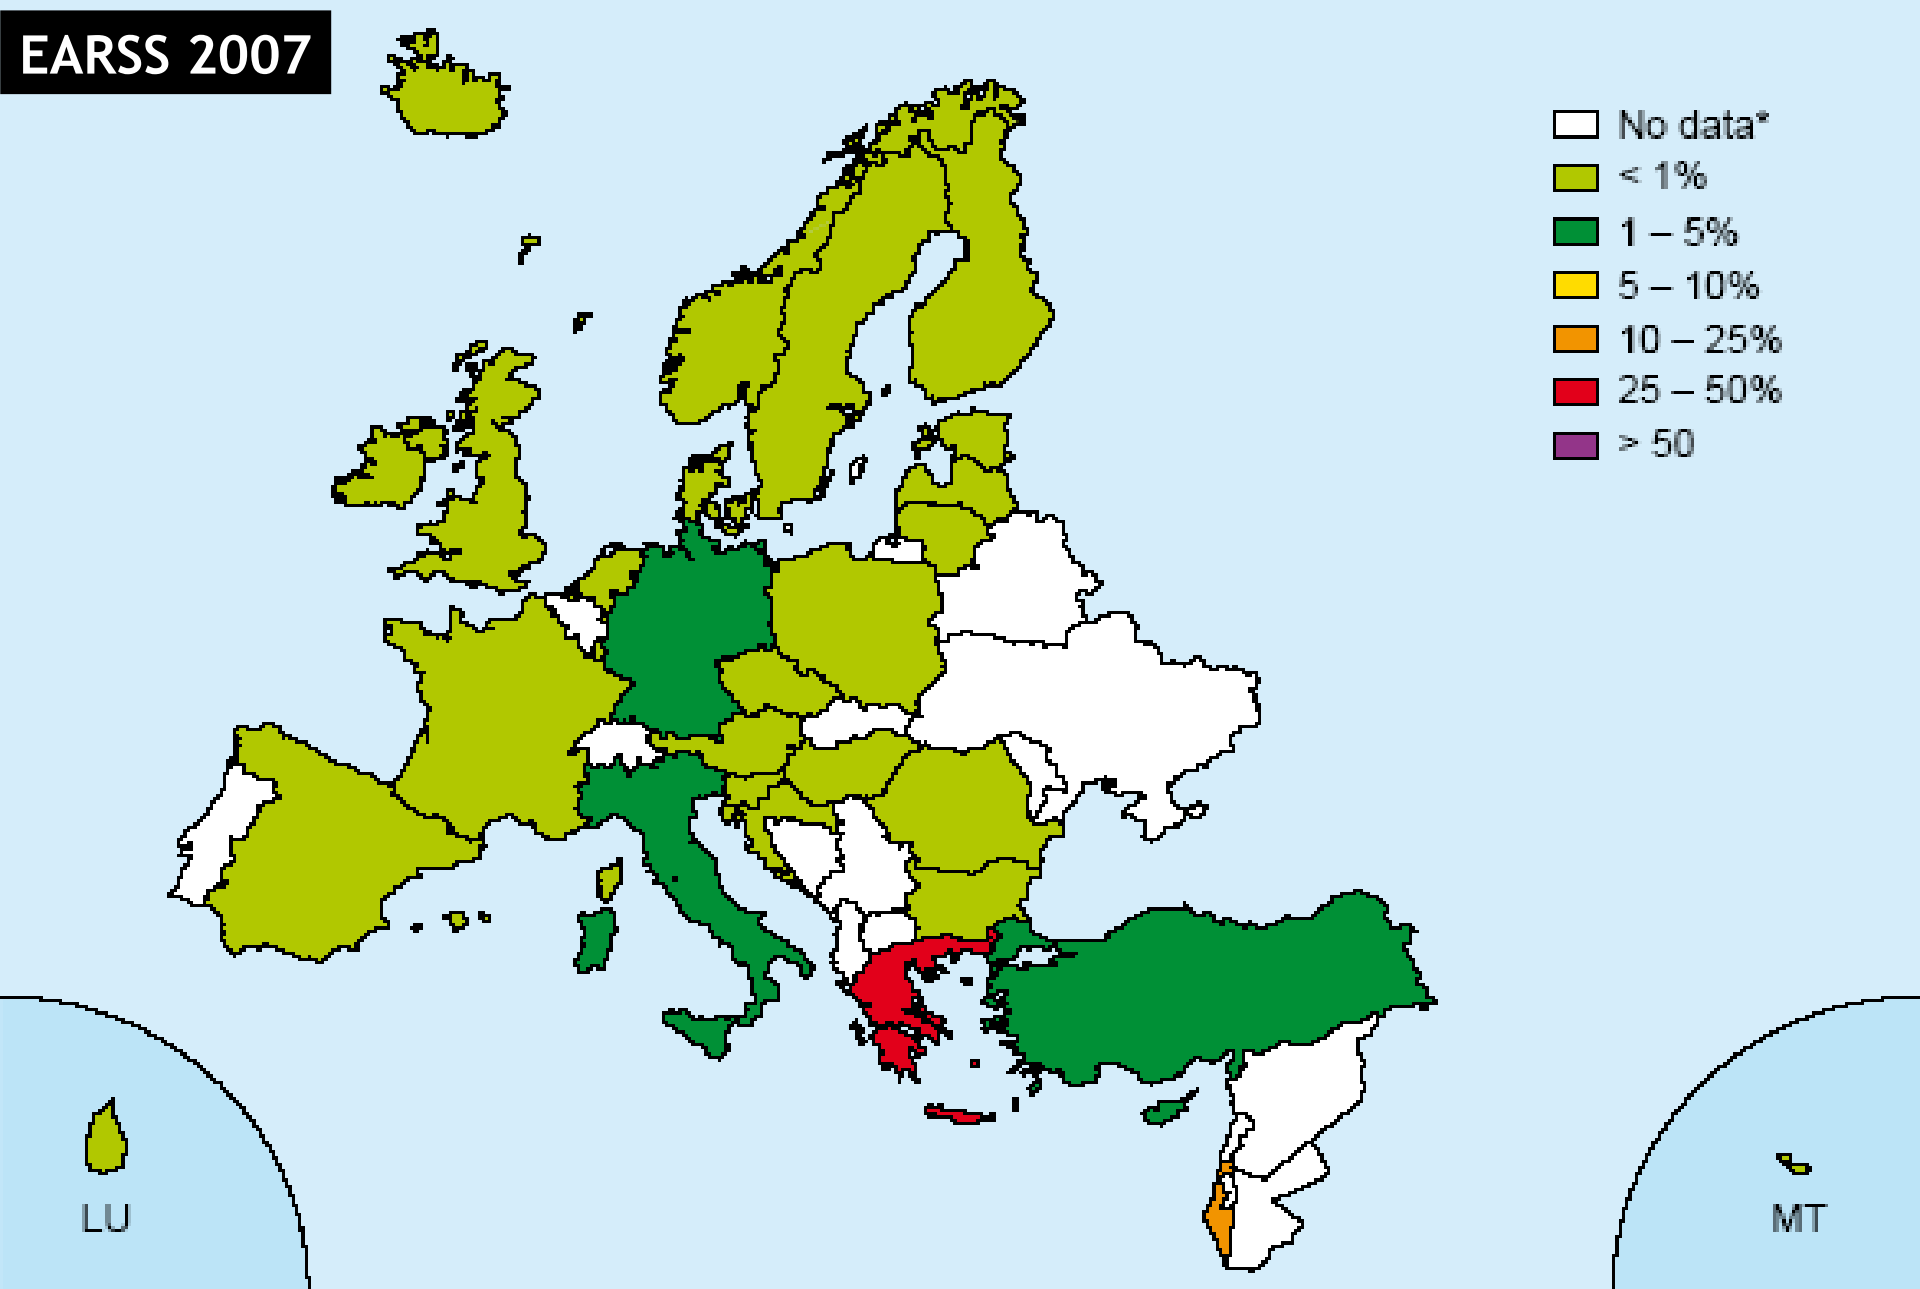 EARSS 2007
No data*
< 1%
1 – 5%
5 – 10%
10 – 25%
25 – 50%
> 50
LU
MT